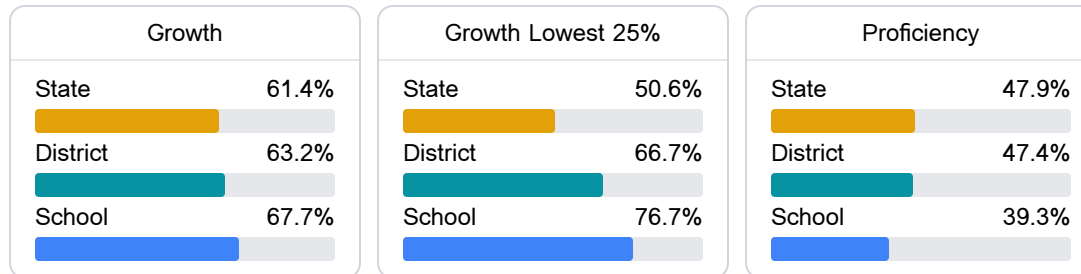 Growth
State 61.4%
District 63.2%
School 67.7%
Growth Lowest 25%
State 50.6%
District 66.7%
School 76.7%
Proficiency
State 47.9%
District 47.4%
School 39.3%